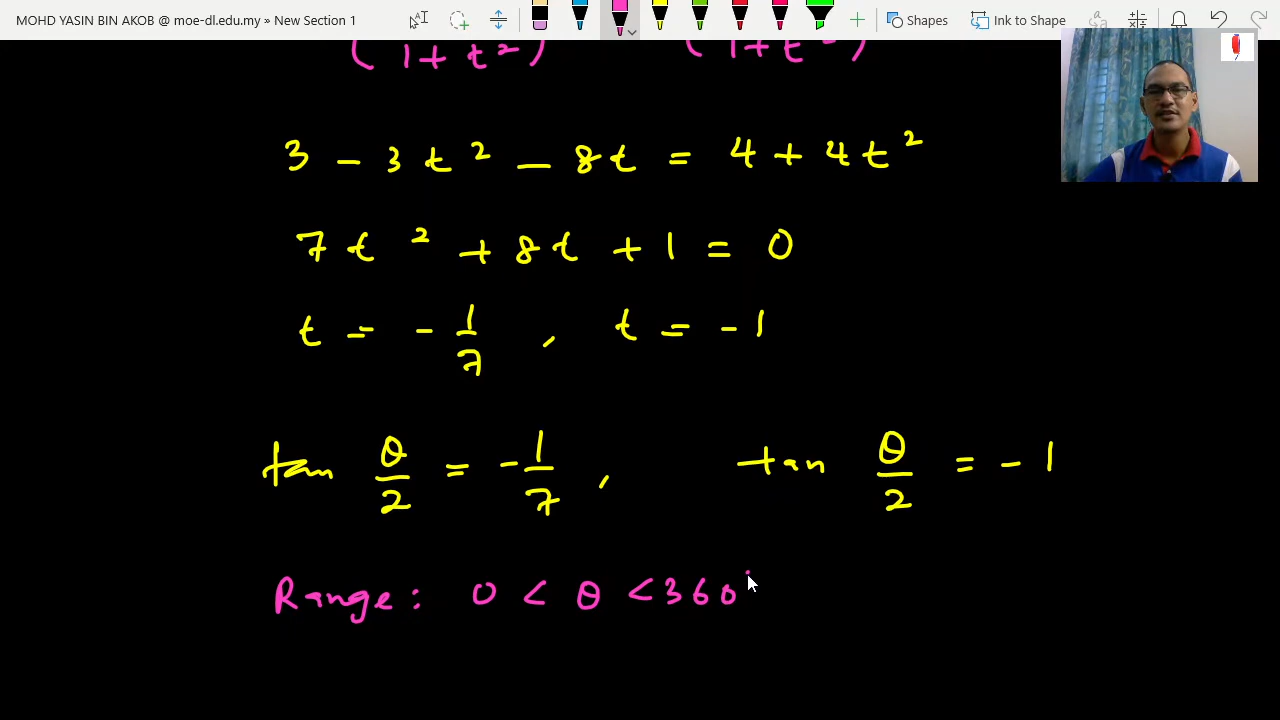 MOHD YASIN BIN AKOB @ moe-dl.edu.my » New Section 1
Shapes
Ink to Shape
(1+t²) (1+t²)
3 - 3t² - 8t = 4 + 4t²
7t² + 8t + 1 = 0
t = -1/7, t = -1
tan θ/2 = -1/7, tan θ/2 = -1
Range: 0 < θ < 360°